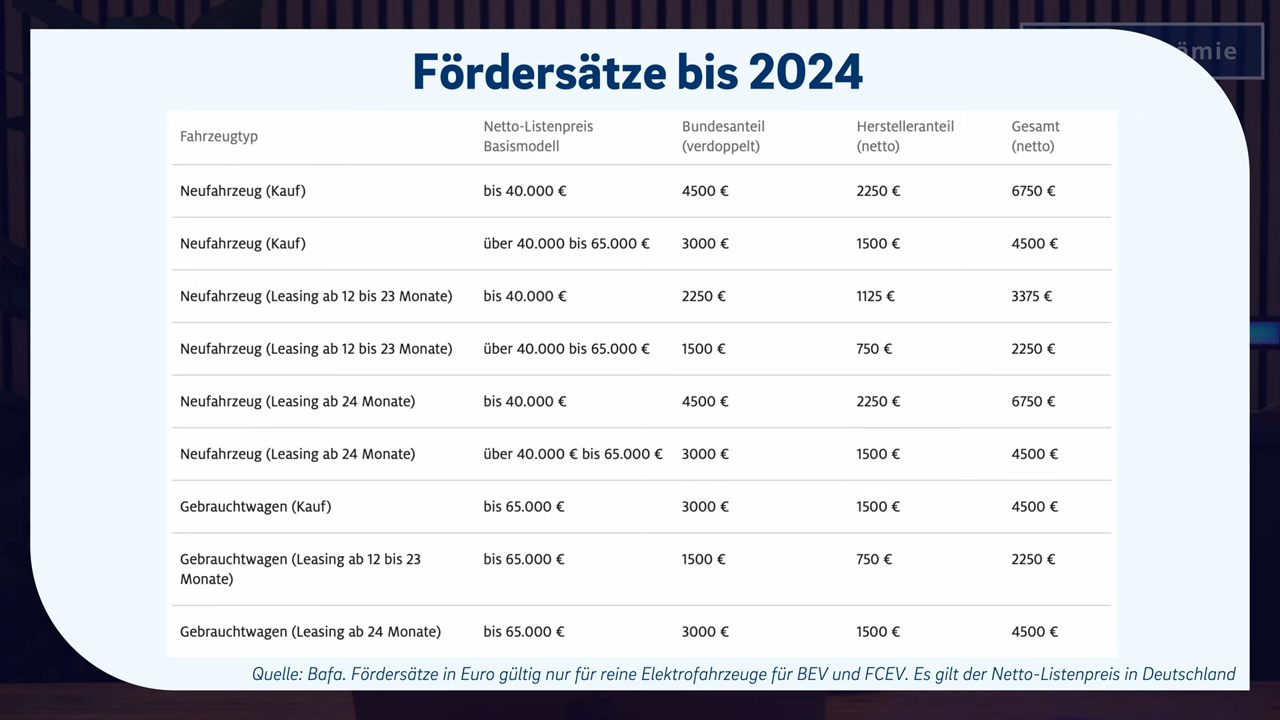 Fördersätze bis 2024
Fahrzeugtyp Netto-Listenpreis Basismodell Bundesanteil (verdoppelt) Herstelleranteil (netto) Gesamt (netto)
Neufahrzeug (Kauf) bis 40.000 € 4500 € 2250 € 6750 €
Neufahrzeug (Kauf) über 40.000 bis 65.000 € 3000 € 1500 € 4500 €
Neufahrzeug (Leasing ab 12 bis 23 Monate) bis 40.000 € 2250 € 1125 € 3375 €
Neufahrzeug (Leasing ab 12 bis 23 Monate) über 40.000 bis 65.000 € 1500 € 750 € 2250 €
Neufahrzeug (Leasing ab 24 Monate) bis 40.000 € 4500 € 2250 € 6750 €
Neufahrzeug (Leasing ab 24 Monate) über 40.000 € bis 65.000 € 3000 € 1500 € 4500 €
Gebrauchtwagen (Kauf) bis 65.000 € 3000 € 1500 € 4500 €
Gebrauchtwagen (Leasing ab 12 bis 23 Monate) bis 65.000 € 1500 € 750 € 2250 €
Gebrauchtwagen (Leasing ab 24 Monate) bis 65.000 € 3000 € 1500 € 4500 €
Quelle: Bafa. Fördersätze in Euro gültig nur für reine Elektrofahrzeuge für BEV und FCEV. Es gilt der Netto-Listenpreis in Deutschland